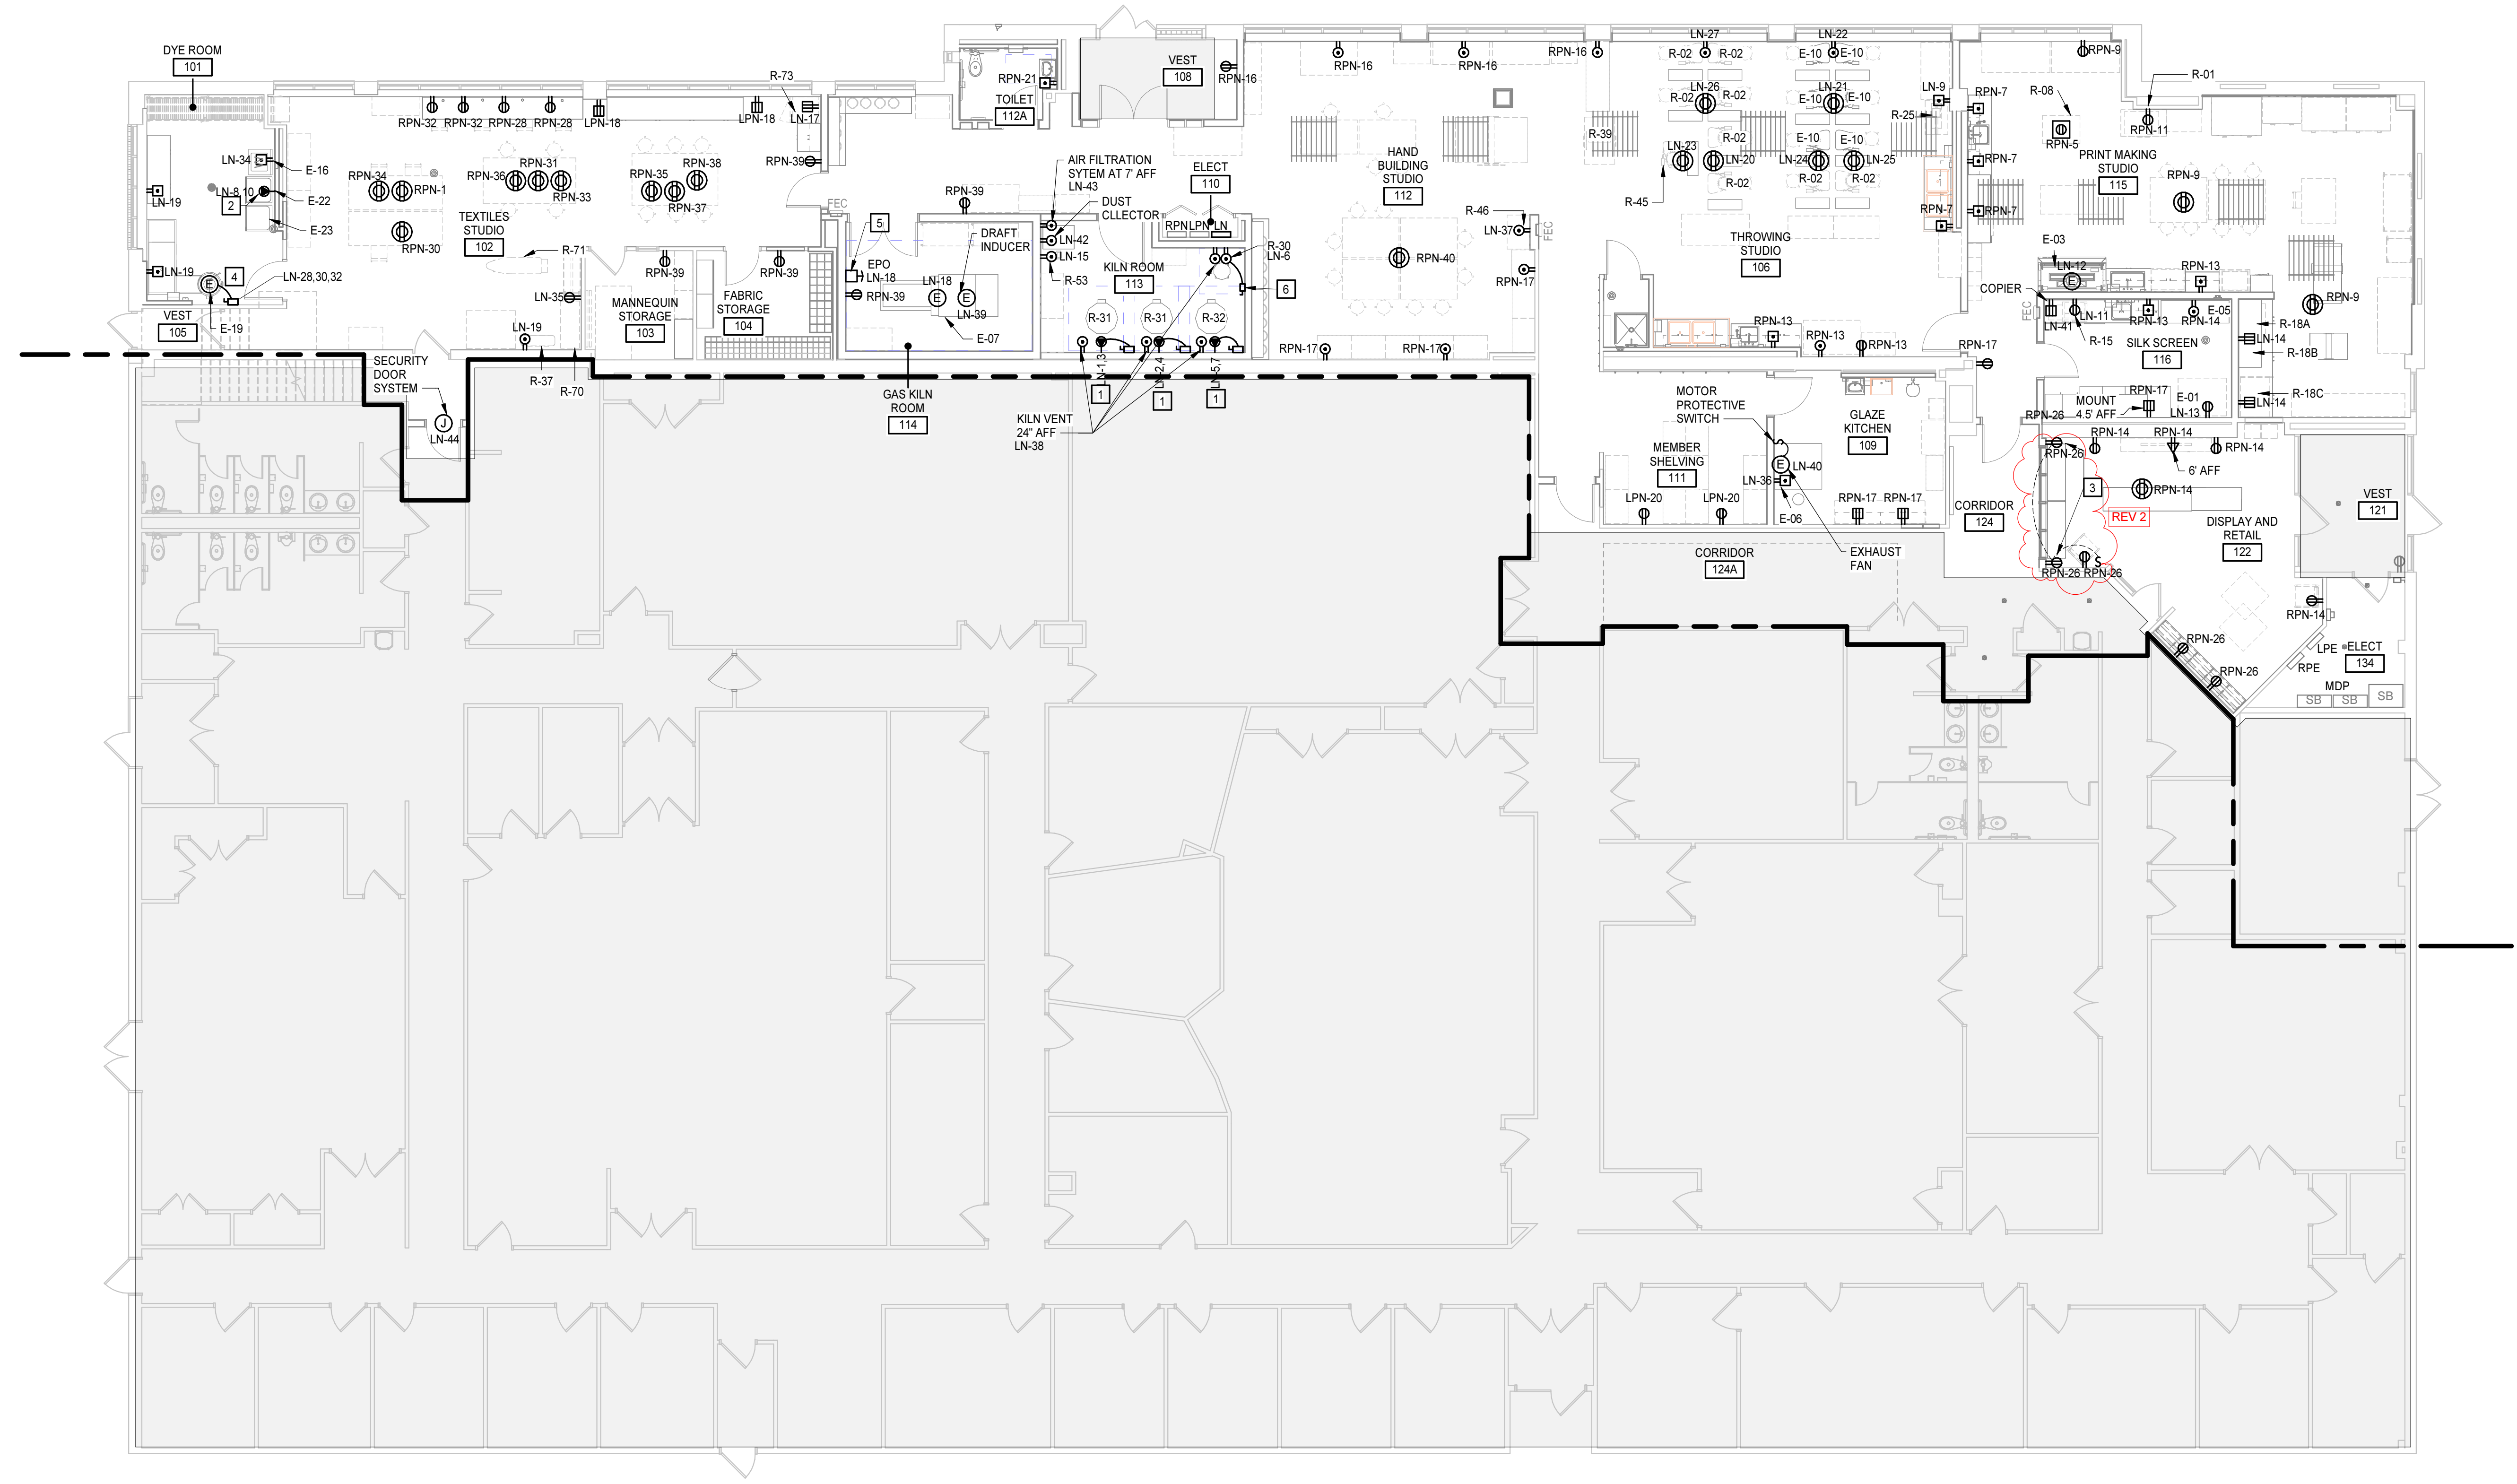 DYE ROOM
101
LN-34
E-16
LN-8,10
2
E-22
E-23
LN-19
LN-19
4
LN-28,30,32
E-19
VEST
105
RPN-32
RPN-32
RPN-28
RPN-28
LPN-18
LPN-18
R-73
LN-17
RPN-34
RPN-1
RPN-30
RPN-36
RPN-31
RPN-33
RPN-35
RPN-38
RPN-37
RPN-39
TEXTILES
STUDIO
102
R-71
LN-35
LN-19
R-37
R-70
SECURITY
DOOR
SYSTEM
J
LN-44
RPN-39
MANNEQUIN
STORAGE
103
RPN-39
FABRIC
STORAGE
104
FEC
5
EPO
LN-18
RPN-39
RPN-39
DRAFT
INDUCER
LN-18
E
E
LN-39
E-07
GAS KILN
ROOM
114
RPN-21
TOILET
112A
VEST
108
RPN-16
AIR FILTRATION
SYTEM AT 7' AFF
LN-43
DUST
CLLECTOR
LN-42
LN-15
R-53
ELECT
110
RPN
LPN
LN
KILN ROOM
113
R-30
LN-6
6
R-31
R-31
R-32
LN-1,3
1
LN-2,4
1
LN-5,7
1
KILN VENT
24" AFF
LN-38
RPN-16
RPN-16
RPN-16
HAND
BUILDING
STUDIO
112
R-39
R-46
LN-37
FEC
RPN-40
RPN-17
RPN-17
RPN-17
LN-27
R-02
R-02
LN-26
R-02
R-02
LN-23
R-02
LN-20
R-02
R-45
LN-22
E-10
E-10
LN-21
E-10
E-10
E-10
E-10
LN-24
LN-25
R-02
R-02
LN-9
R-25
RPN-7
THROWING
STUDIO
106
RPN-13
RPN-13
RPN-13
RPN-17
RPN-9
R-01
R-08
RPN-7
RPN-7
RPN-7
RPN-5
RPN-11
PRINT MAKING
STUDIO
115
RPN-9
RPN-9
E-03
LN-12
E
RPN-13
COPIER
FEC
LN-41
LN-11
R-15
RPN-13
RPN-14
E-05
R-18A
LN-14
R-18B
SILK SCREEN
116
RPN-17
MOUNT
4.5' AFF
E-01
LN-13
R-18C
LN-14
MOTOR
PROTECTIVE
SWITCH
GLAZE
KITCHEN
109
MEMBER
SHELVING
111
E
LN-40
LN-36
E-06
LPN-20
LPN-20
RPN-17
RPN-17
EXHAUST
FAN
CORRIDOR
124
CORRIDOR
124A
RPN-26
RPN-26
RPN-14
RPN-14
RPN-14
6' AFF
3
RPN-14
REV 2
RPN-26
RPN-26
S
DISPLAY AND
RETAIL
122
VEST
121
RPN-14
RPN-26
RPN-26
LPE
RPE
ELECT
134
MDP
SB
SB
SB